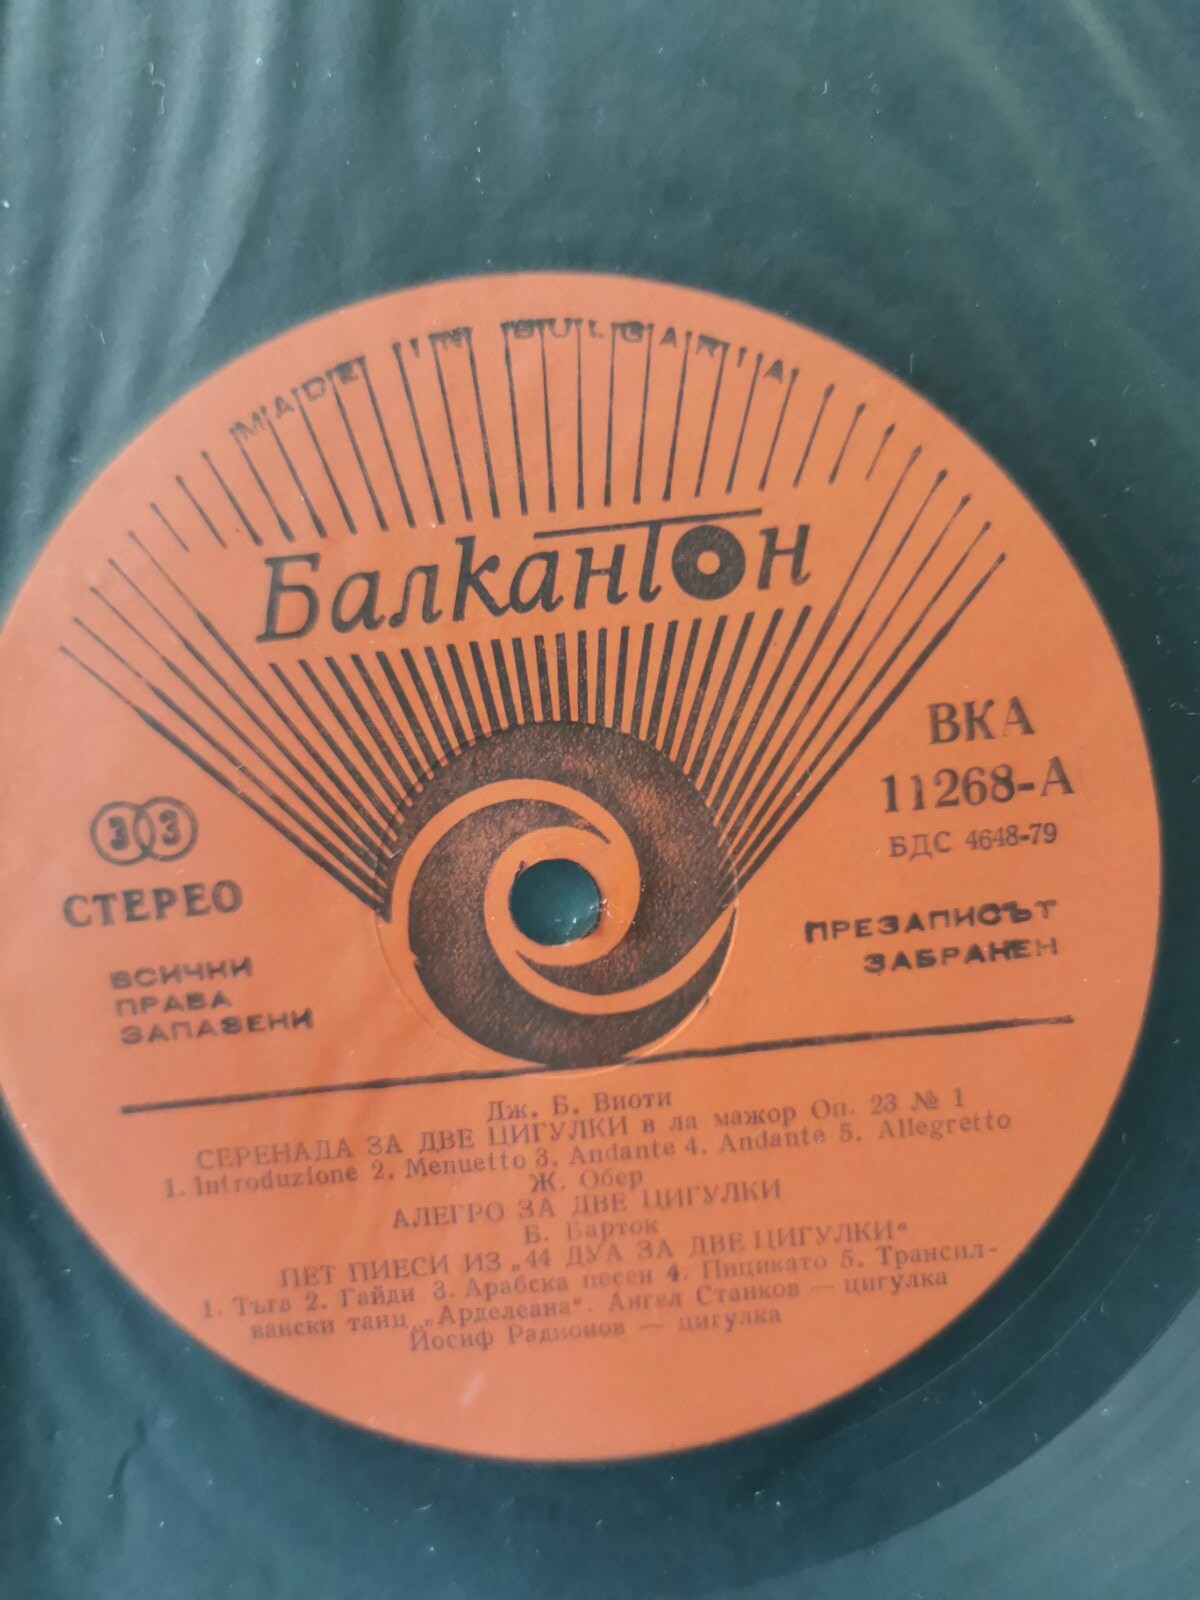 MADE IN BULGARIA
Балкантон
33
СТЕРЕО
ВСИЧКИ
ПРАВА
ЗАПАЗЕНИ
ВКА
11268-А
БДС 4648-79
ПРЕЗАПИСЪТ
ЗАБРАНЕН
Дж. Б. Виоти
СЕРЕНАДА ЗА ДВЕ ЦИГУЛКИ в ла мажор Оп. 23 № 1
1. Introduzione 2. Menuetto 3. Andante 4. Andante 5. Allegretto
Ж. Обер
АЛЕГРО ЗА ДВЕ ЦИГУЛКИ
Б. Барток
ПЕТ ПИЕСИ ИЗ „44 ДУА ЗА ДВЕ ЦИГУЛКИ“
1. Тъга 2. Гайди 3. Арабска песен 4. Пицикато 5. Трансил-
вански танц „Арделеана“. Ангел Станков — цигулка
Йосиф Радионов — цигулка